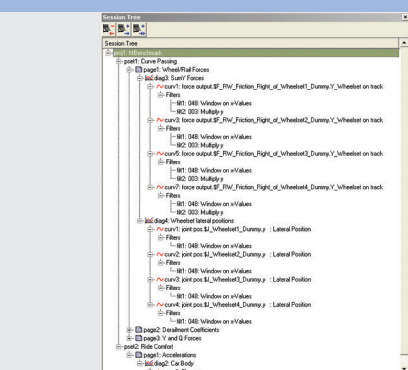 Session Tree
Session Tree
proj1: MBenchmark
pset1: Curve Passing
page1: Wheel/Rail Forces
diag3: SumY Forces
curv1: force output.$F_RW_Friction_Right_of_Wheelset1_Dummy.Y_Wheelset on track
Filters
filt1: 048: Window on x-Values
filt2: 003: Multiply y
curv3: force output.$F_RW_Friction_Right_of_Wheelset2_Dummy.Y_Wheelset on track
Filters
filt1: 048: Window on x-Values
filt2: 003: Multiply y
curv5: force output.$F_RW_Friction_Right_of_Wheelset3_Dummy.Y_Wheelset on track
Filters
filt1: 048: Window on x-Values
filt2: 003: Multiply y
curv7: force output.$F_RW_Friction_Right_of_Wheelset4_Dummy.Y_Wheelset on track
Filters
filt1: 048: Window on x-Values
filt2: 003: Multiply y
diag4: Wheelset lateral positions
curv1: joint pos.$J_Wheelset1_Dummy.y : Lateral Position
Filters
filt1: 048: Window on x-Values
curv2: joint pos.$J_Wheelset2_Dummy.y : Lateral Position
Filters
filt1: 048: Window on x-Values
curv3: joint pos.$J_Wheelset3_Dummy.y : Lateral Position
Filters
filt1: 048: Window on x-Values
curv4: joint pos.$J_Wheelset4_Dummy.y : Lateral Position
Filters
filt1: 048: Window on x-Values
page2: Derailment Coefficients
page3: Y and Q Forces
pset2: Ride Comfort
page1: Accelerations
diag2: Car Body